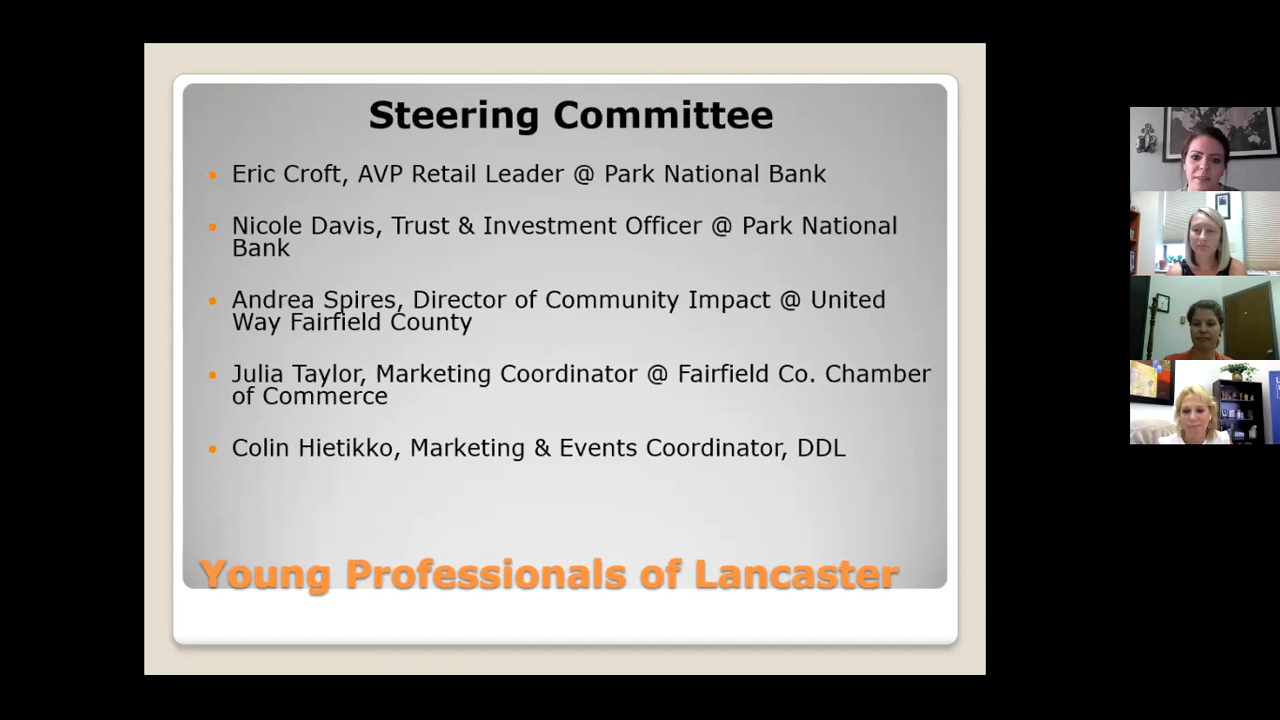 Steering Committee
Eric Croft, AVP Retail Leader @ Park National Bank
Nicole Davis, Trust & Investment Officer @ Park National
Bank
Andrea Spires, Director of Community Impact @ United
Way Fairfield County
Julia Taylor, Marketing Coordinator @ Fairfield Co. Chamber
of Commerce
Colin Hietikko, Marketing & Events Coordinator, DDL
Young Professionals of Lancaster